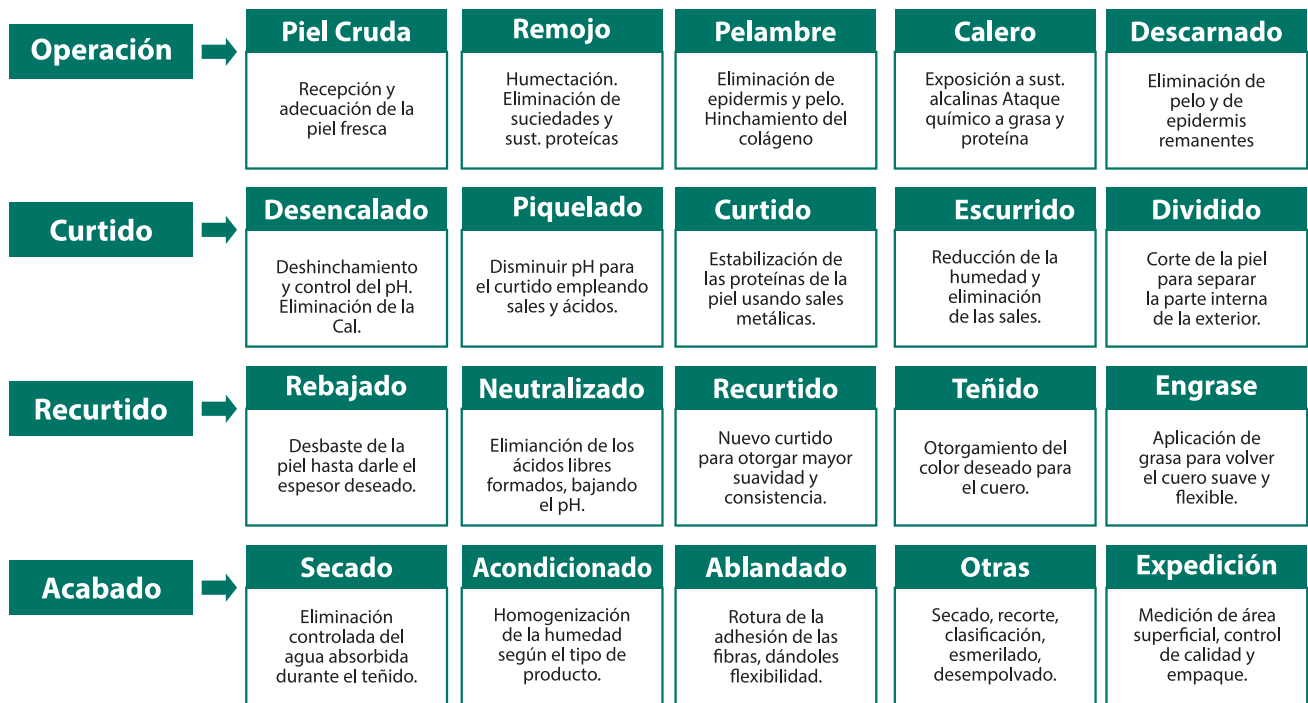 Operación
Piel Cruda
Recepción y
adecuación de la
piel fresca
Remojo
Humectación.
Eliminación de
suciedades y
sust. proteícas
Pelambre
Eliminación de
epidermis y pelo.
Hinchamiento del
colágeno
Calero
Exposición a sust.
alcalinas Ataque
químico a grasa y
proteína
Descarnado
Eliminación de
pelo y de
epidermis
remanentes
Curtido
Desencalado
Deshinchamiento
y control del pH.
Eliminación de la
Cal.
Piquelado
Disminuir pH para
el curtido empleando
sales y ácidos.
Curtido
Estabilización de
las proteínas de la
piel usando sales
metálicas.
Escurrido
Reducción de la
humedad y
eliminación
de las sales.
Dividido
Corte de la piel
para separar
la parte interna
de la exterior.
Recurtido
Rebajado
Desbaste de la
piel hasta darle el
espesor deseado.
Neutralizado
Elimianción de los
ácidos libres
formados, bajando
el pH.
Recurtido
Nuevo curtido
para otorgar mayor
suavidad y
consistencia.
Teñido
Otorgamiento del
color deseado para
el cuero.
Engrase
Aplicación de
grasa para volver
el cuero suave y
flexible.
Acabado
Secado
Eliminación
controlada del
agua absorbida
durante el teñido.
Acondicionado
Homogenización
de la humedad
según el tipo de
producto.
Ablandado
Rotura de la
adhesión de las
fibras, dándoles
flexibilidad.
Otras
Secado, recorte,
clasificación,
esmerilado,
desempolvado.
Expedición
Medición de área
superficial, control
de calidad y
empaque.